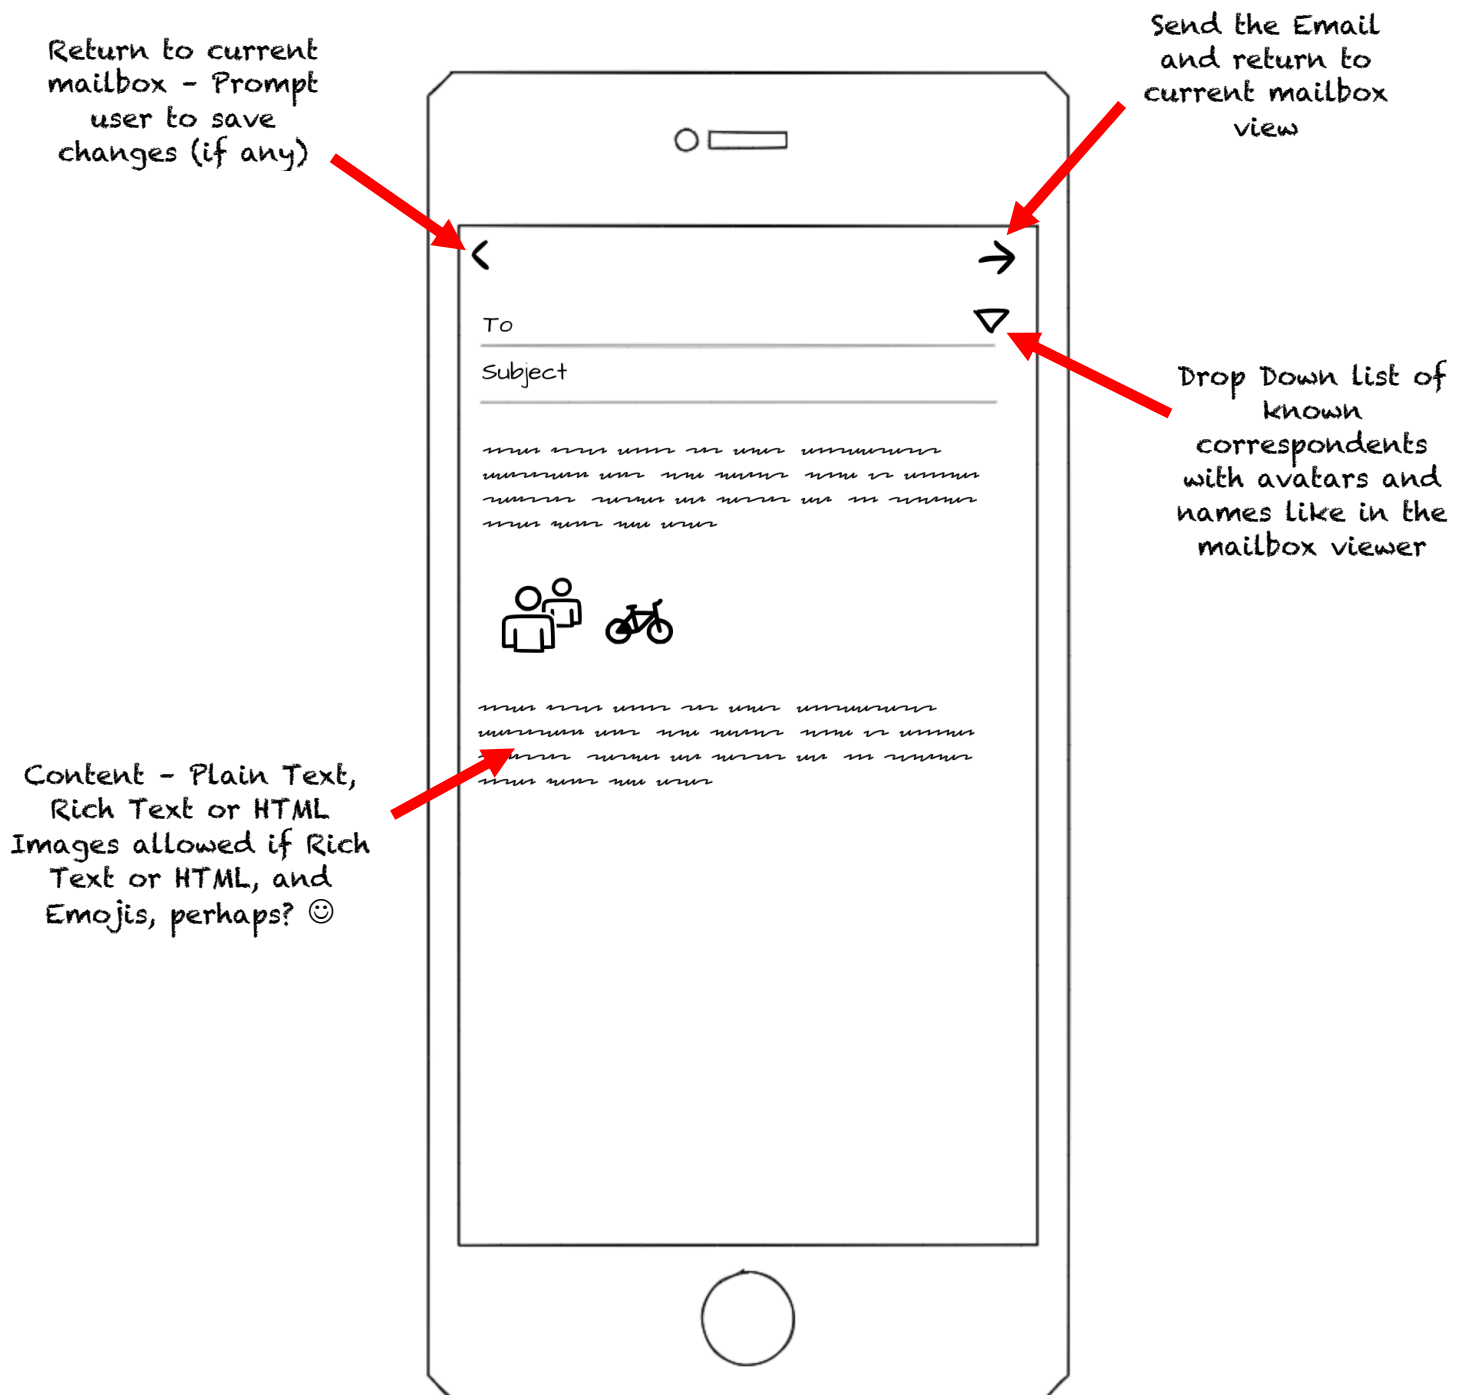 Return to current
mailbox - Prompt
user to save
changes (if any)
Send the Email
and return to
current mailbox
view
To
Subject
Drop Down list of
known
correspondents
with avatars and
names like in the
mailbox viewer
Content - Plain Text,
Rich Text or HTML
Images allowed if Rich
Text or HTML, and
Emojis, perhaps? ☺